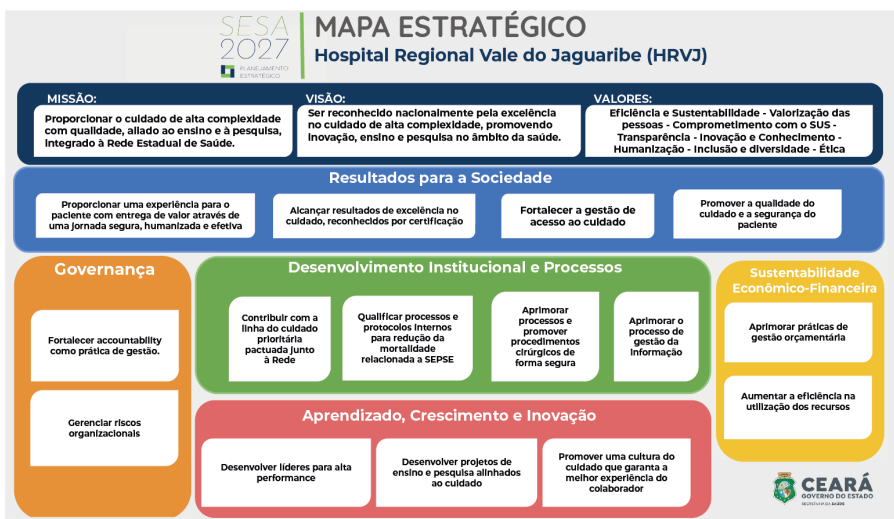 SESA
2027
PLANEJAMENTO
ESTRATÉGICO
MAPA ESTRATÉGICO
Hospital Regional Vale do Jaguaribe (HRVJ)
MISSÃO:
Proporcionar o cuidado de alta complexidade
com qualidade, aliado ao ensino e à pesquisa,
integrado à Rede Estadual de Saúde.
VISÃO:
Ser reconhecido nacionalmente pela excelência
no cuidado de alta complexidade, promovendo
inovação, ensino e pesquisa no âmbito da saúde.
VALORES:
Eficiência e Sustentabilidade - Valorização das
pessoas - Comprometimento com o SUS -
Transparência - Inovação e Conhecimento -
Humanização - Inclusão e diversidade - Ética
Resultados para a Sociedade
Proporcionar uma experiência para o
paciente com entrega de valor através de
uma jornada segura, humanizada e efetiva
Alcançar resultados de excelência no
cuidado, reconhecidos por certificação
Fortalecer a gestão de
acesso ao cuidado
Promover a qualidade do
cuidado e a segurança do
paciente
Governança
Fortalecer accountability
como prática de gestão.
Gerenciar riscos
organizacionais
Desenvolvimento Institucional e Processos
Contribuir com a
linha do cuidado
prioritária
pactuada junto
à Rede
Qualificar processos e
protocolos internos
para redução da
mortalidade
relacionada a SEPSE
Aprimorar
processos e
promover
procedimentos
cirúrgicos de
forma segura
Aprimorar o
processo de
gestão da
informação
Sustentabilidade
Econômico-Financeira
Aprimorar práticas de
gestão orçamentária
Aumentar a eficiência na
utilização dos recursos
Aprendizado, Crescimento e Inovação
Desenvolver líderes para alta
performance
Desenvolver projetos de
ensino e pesquisa alinhados
ao cuidado
Promover uma cultura do
cuidado que garanta a
melhor experiência do
colaborador
CEARÁ
GOVERNO DO ESTADO
SECRETARIA DA SAÚDE